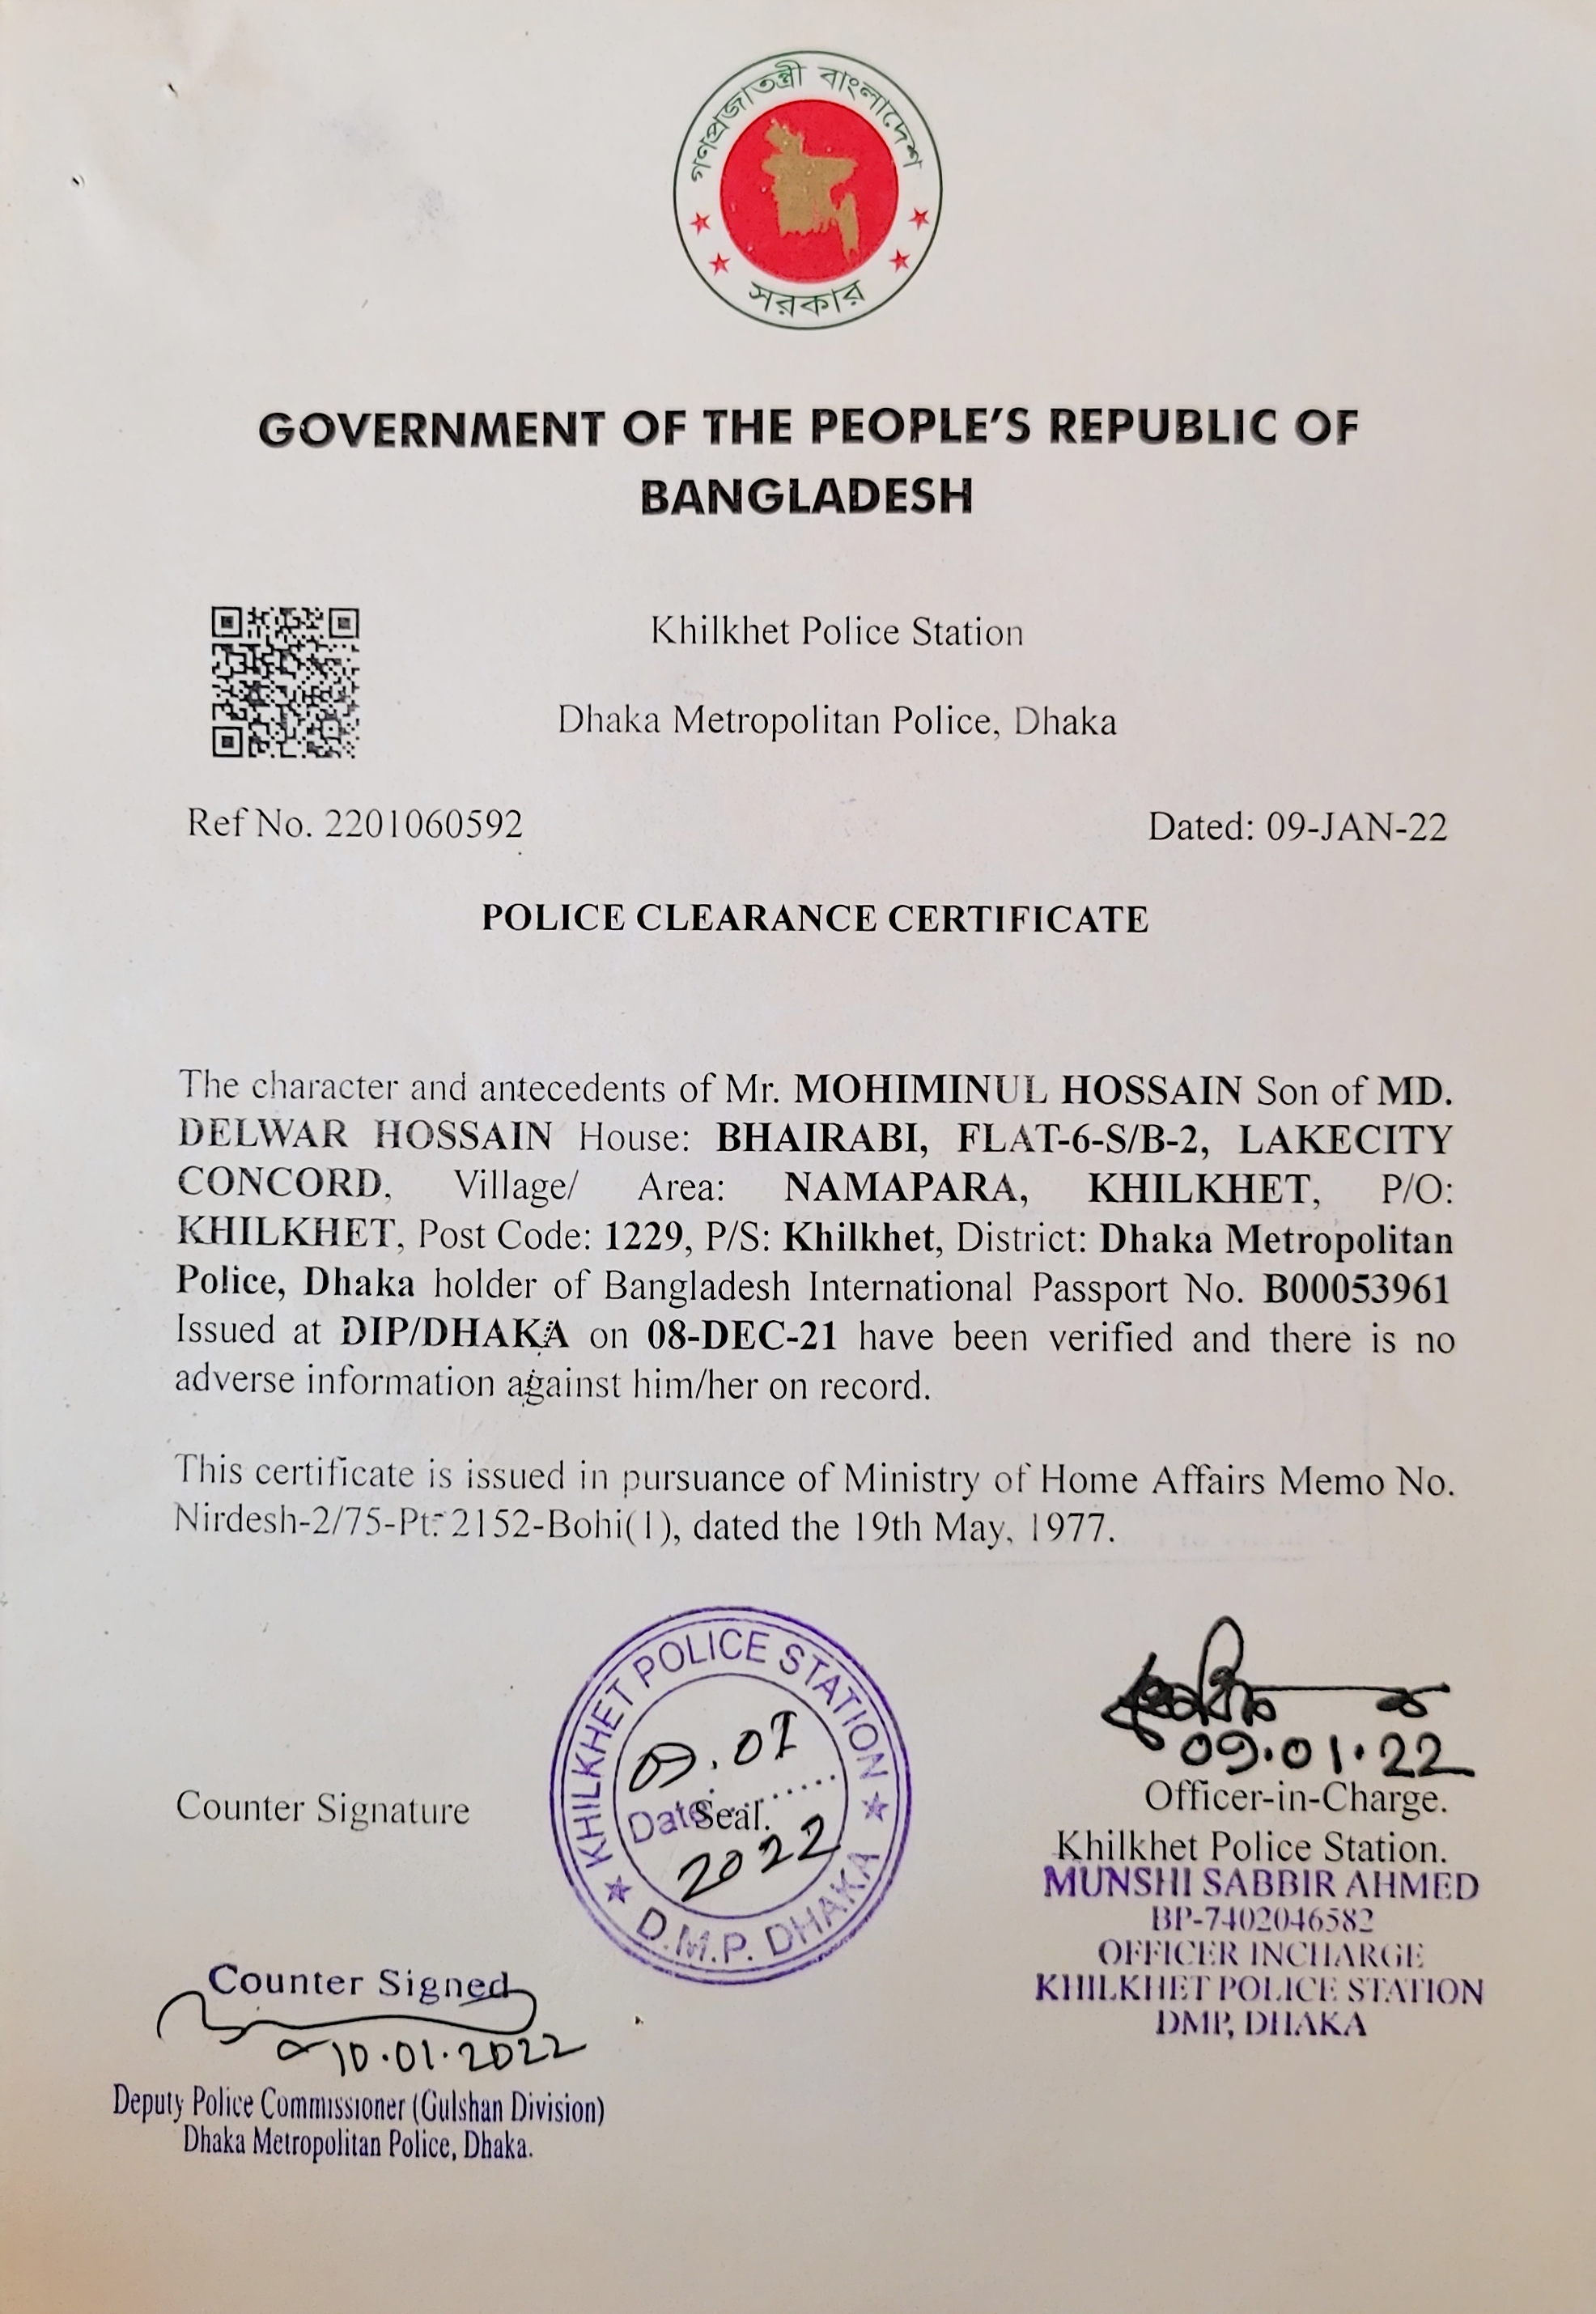 গণপ্রজাতন্ত্রী বাংলাদেশ
সরকার
GOVERNMENT OF THE PEOPLE'S REPUBLIC OF
BANGLADESH
Khilkhet Police Station
Dhaka Metropolitan Police, Dhaka
Ref No. 2201060592
Dated: 09-JAN-22
POLICE CLEARANCE CERTIFICATE
The character and antecedents of Mr. MOHIMINUL HOSSAIN Son of MD.
DELWAR HOSSAIN House: BHAIRABI, FLAT-6-S/B-2, LAKECITY
CONCORD, Village/ Area: NAMAPARA, KHILKHET, P/O:
KHILKHET, Post Code: 1229, P/S: Khilkhet, District: Dhaka Metropolitan
Police, Dhaka holder of Bangladesh International Passport No. B00053961
Issued at DIP/DHAKA on 08-DEC-21 have been verified and there is no
adverse information against him/her on record.
This certificate is issued in pursuance of Ministry of Home Affairs Memo No.
Nirdesh-2/75-Pt: 2152-Bohi(1), dated the 19th May, 1977.
KHILKHET POLICE STATION
09.01
Date
Seal.
2022
D.M.P. DHAKA
09.01.22
Officer-in-Charge.
Khilkhet Police Station.
MUNSHI SABBIR AHMED
BP-7402046582
OFFICER INCHARGE
KHILKHET POLICE STATION
DMP, DHAKA
Counter Signature
Counter Signed
10.01.2022
Deputy Police Commissioner (Gulshan Division)
Dhaka Metropolitan Police, Dhaka.